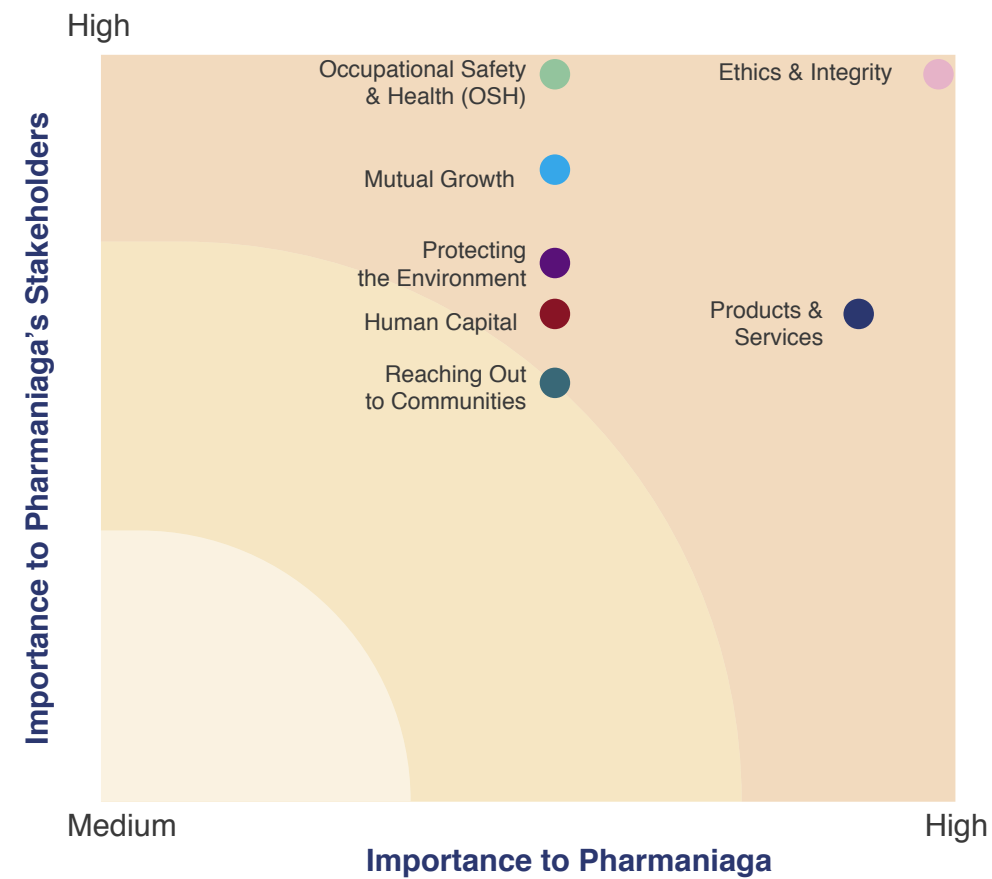 High
Occupational Safety
& Health (OSH)
Ethics & Integrity
Mutual Growth
Protecting
the Environment
Human Capital
Products &
Services
Reaching Out
to Communities
Importance to Pharmaniaga's Stakeholders
Medium
High
Importance to Pharmaniaga